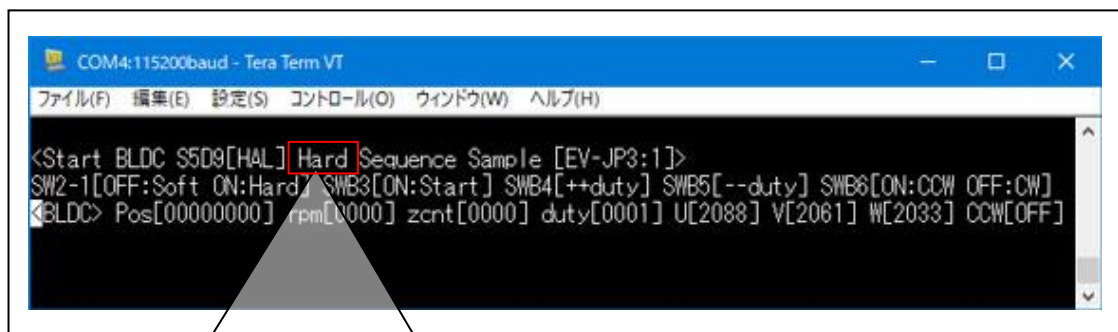 COM4:115200baud - Tera Term VT
ファイル(F) 編集(E) 設定(S) コントロール(O) ウィンドウ(W) ヘルプ(H)
<Start BLDC S5D9[HAL] Hard Sequence Sample [EV-JP3:1]>
SW2-1[OFF:Soft ON:Hard] SWB3[ON:Start] SWB4[++duty] SWB5[--duty] SWB6[ON:CCW OFF:CW]
<BLDC> Pos[00000000] rpm[0000] zcnt[0000] duty[0001] U[2088] V[2061] W[2033] CCW[OFF]